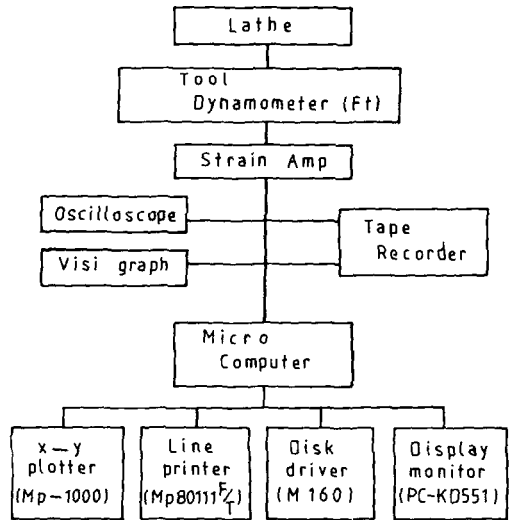 Lathe
Tool
Dynamometer (Ft)
Strain Amp
Oscilloscope
Tape
Recorder
Visi graph
Micro
Computer
x-y
plotter
(Mp-1000)
Line
printer
(Mp80111F/T)
Disk
driver
(M 160)
Display
monitor
(PC-KD551)